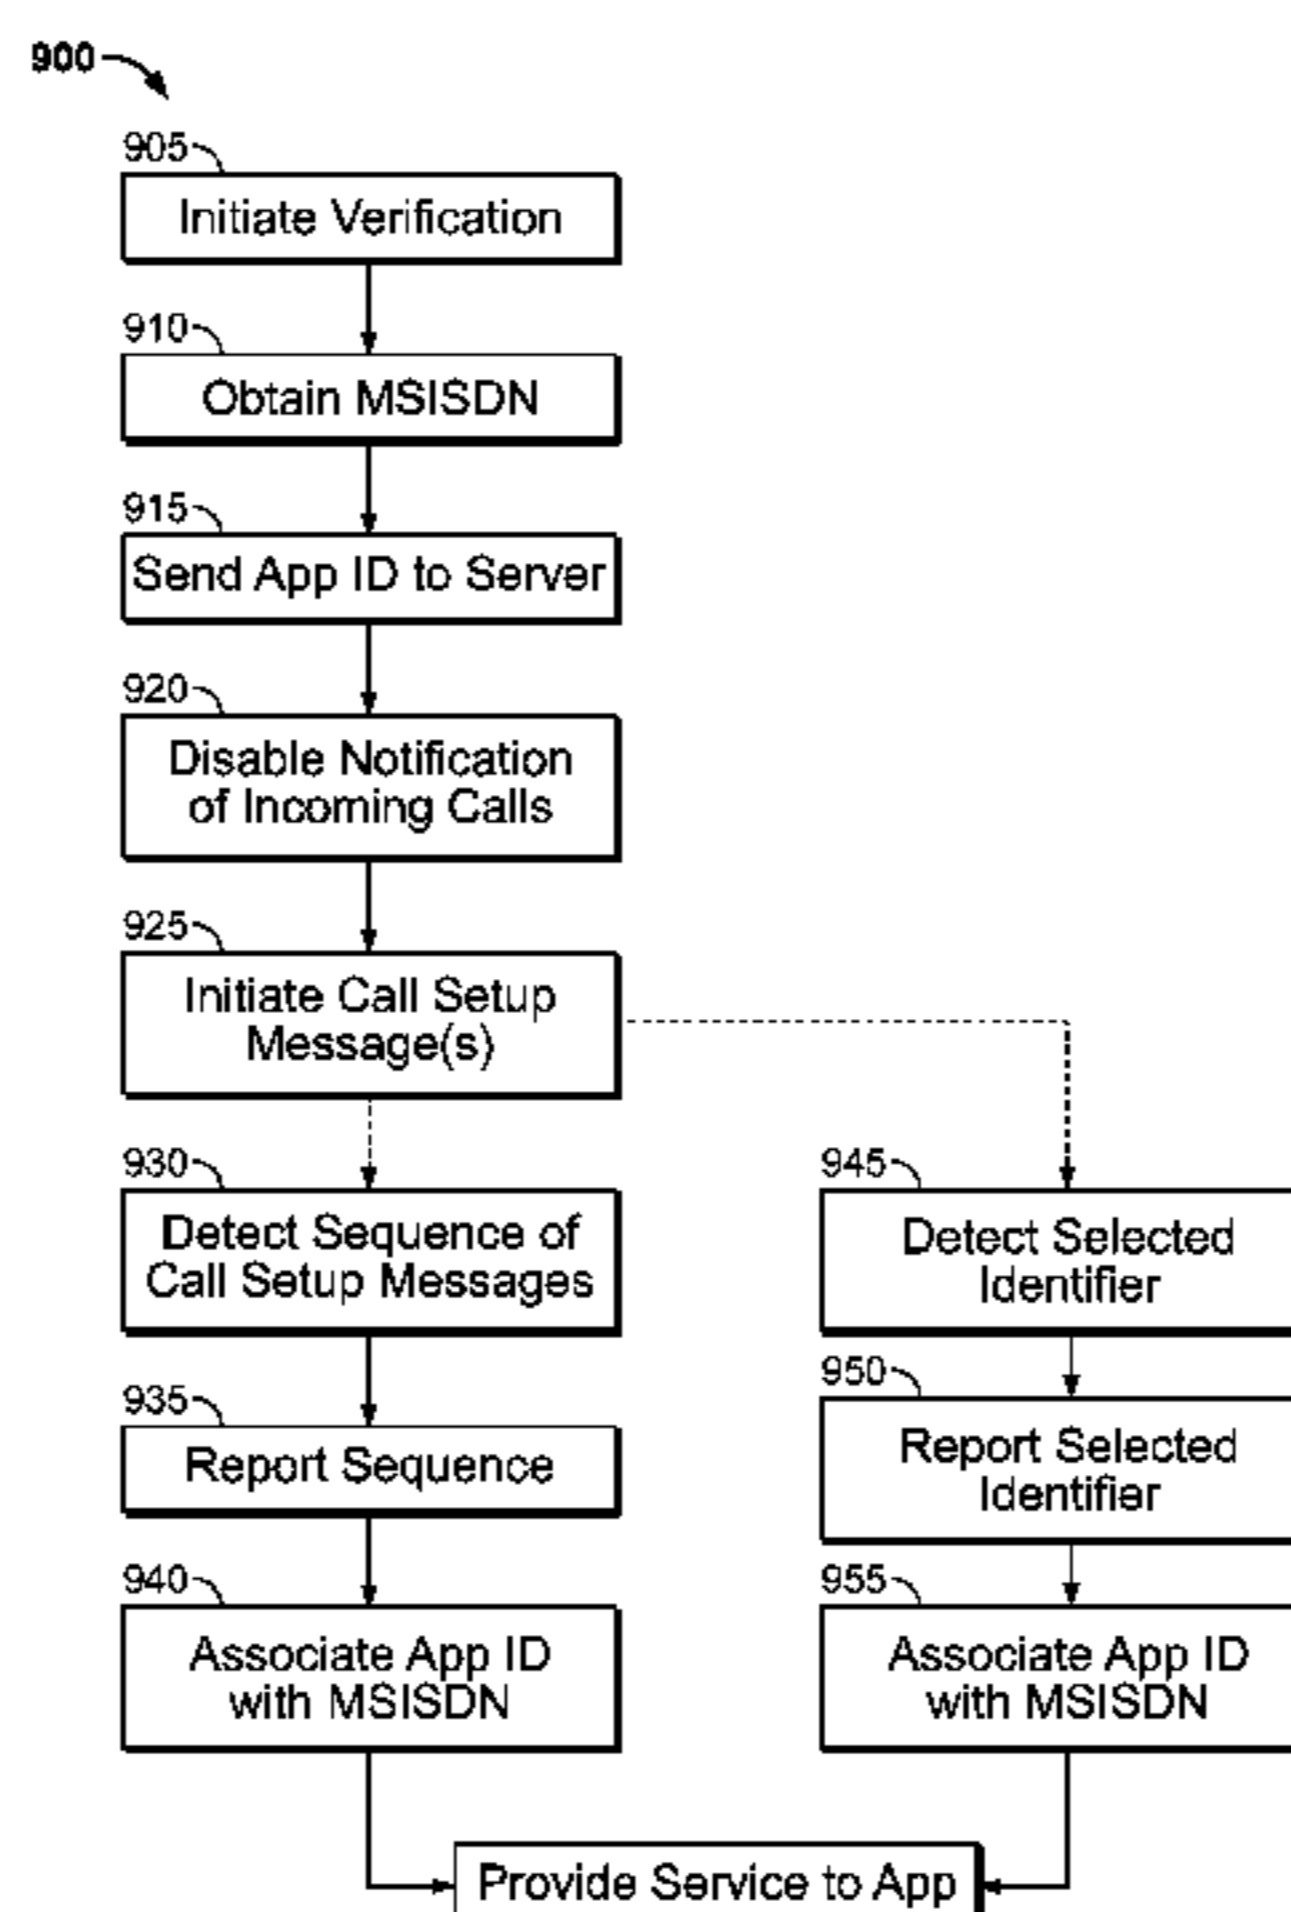 900
905
Initiate Verification
910
Obtain MSISDN
915
Send App ID to Server
920
Disable Notification
of Incoming Calls
925
Initiate Call Setup
Message(s)
930
Detect Sequence of
Call Setup Messages
935
Report Sequence
940
Associate App ID
with MSISDN
945
Detect Selected
Identifier
950
Report Selected
Identifier
955
Associate App ID
with MSISDN
Provide Service to App